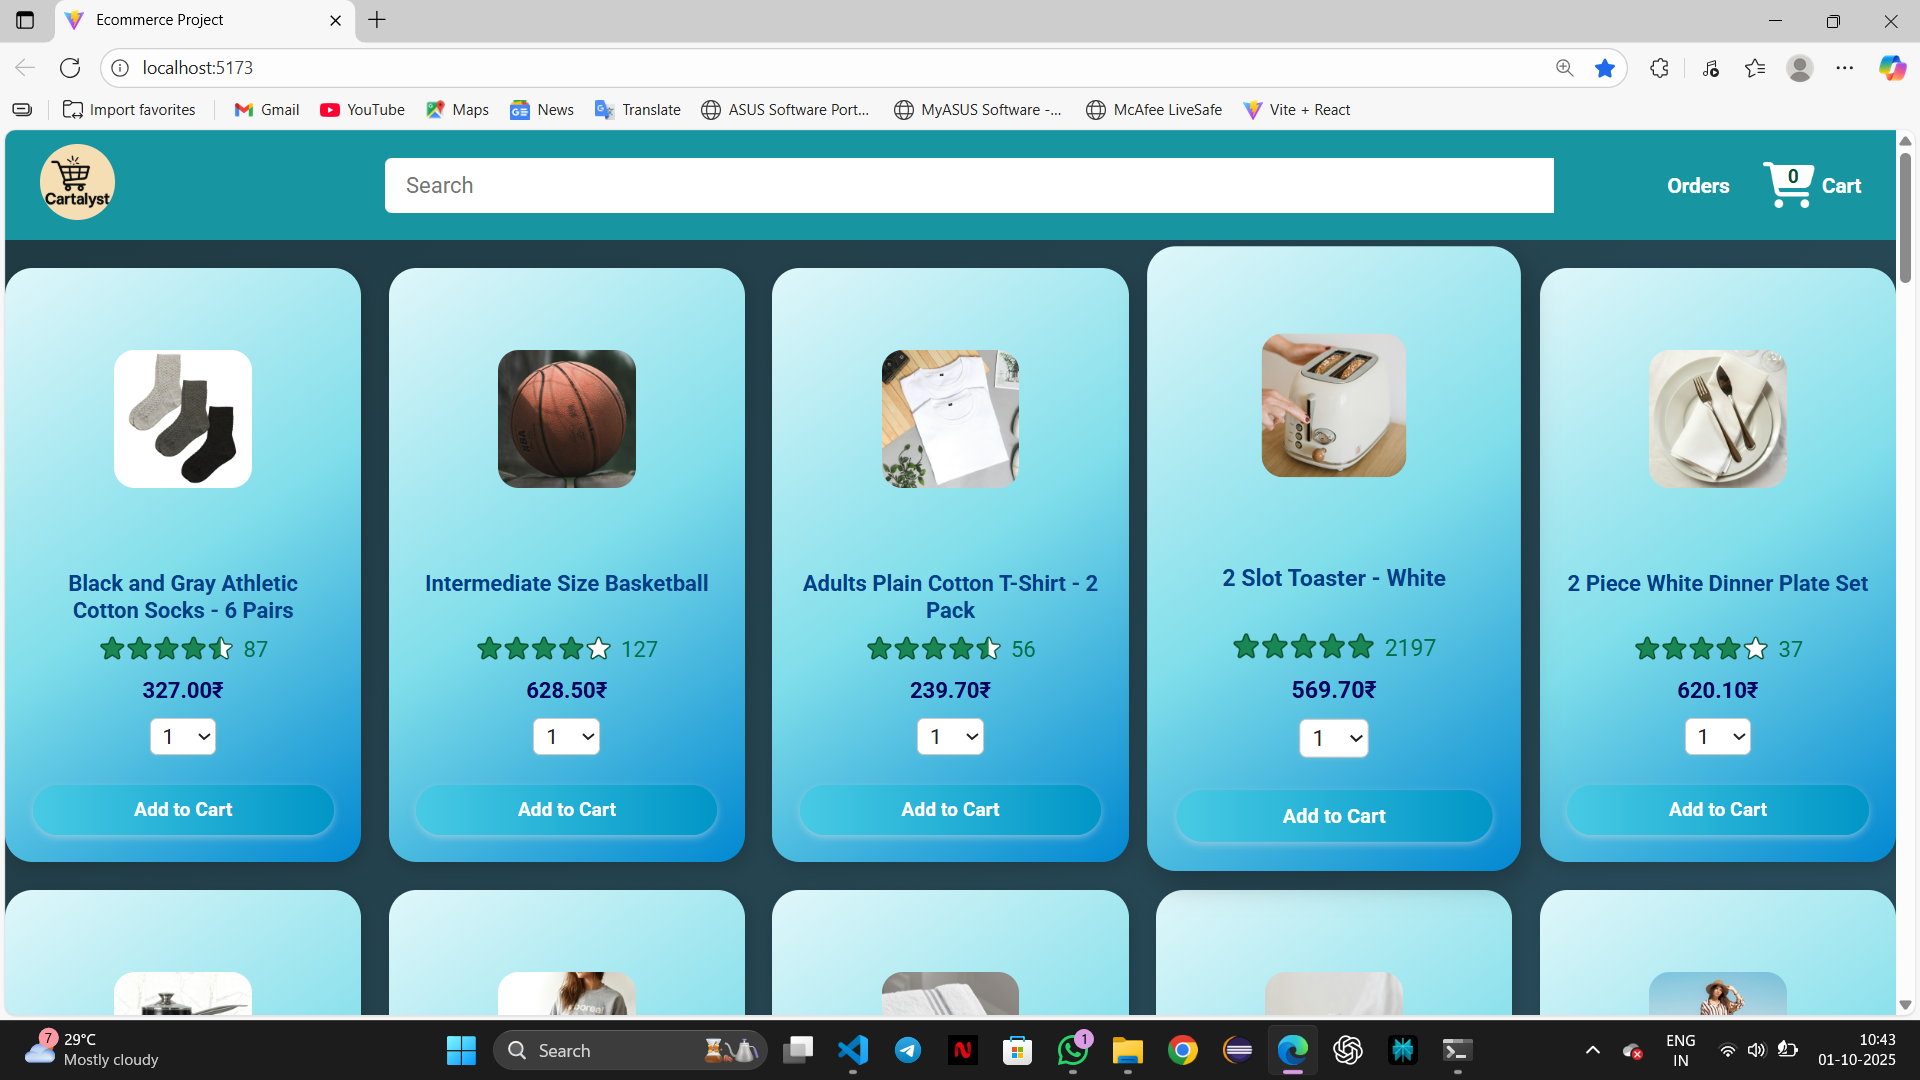 Ecommerce Project
localhost:5173
Import favorites
Gmail
YouTube
Maps
News
Translate
ASUS Software Port...
MyASUS Software -...
McAfee LiveSafe
Vite + React
Cartalyst
Search
Orders
0
Cart
Black and Gray Athletic
Cotton Socks - 6 Pairs
87
327.00₹
1
Add to Cart
Intermediate Size Basketball
127
628.50₹
1
Add to Cart
Adults Plain Cotton T-Shirt - 2
Pack
56
239.70₹
1
Add to Cart
2 Slot Toaster - White
2197
569.70₹
1
Add to Cart
2 Piece White Dinner Plate Set
37
620.10₹
1
Add to Cart
7
29°C
Mostly cloudy
Search
1
ENG
IN
10:43
01-10-2025